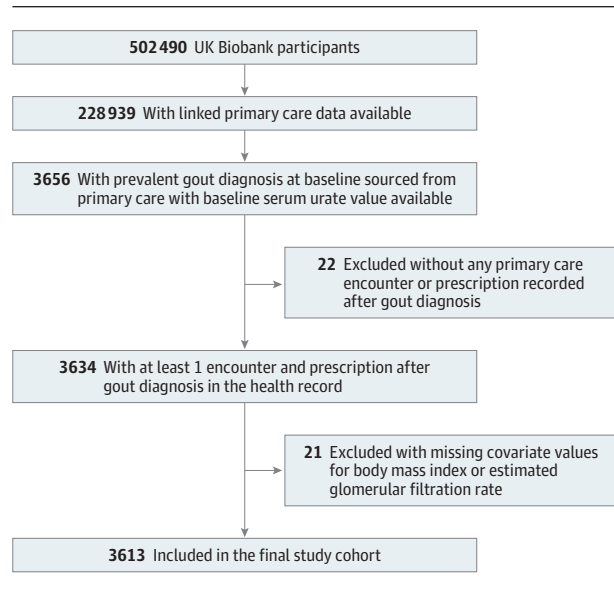 502 490 UK Biobank participants
228 939 With linked primary care data available
3656 With prevalent gout diagnosis at baseline sourced from
primary care with baseline serum urate value available
22 Excluded without any primary care
encounter or prescription recorded
after gout diagnosis
3634 With at least 1 encounter and prescription after
gout diagnosis in the health record
21 Excluded with missing covariate values
for body mass index or estimated
glomerular filtration rate
3613 Included in the final study cohort